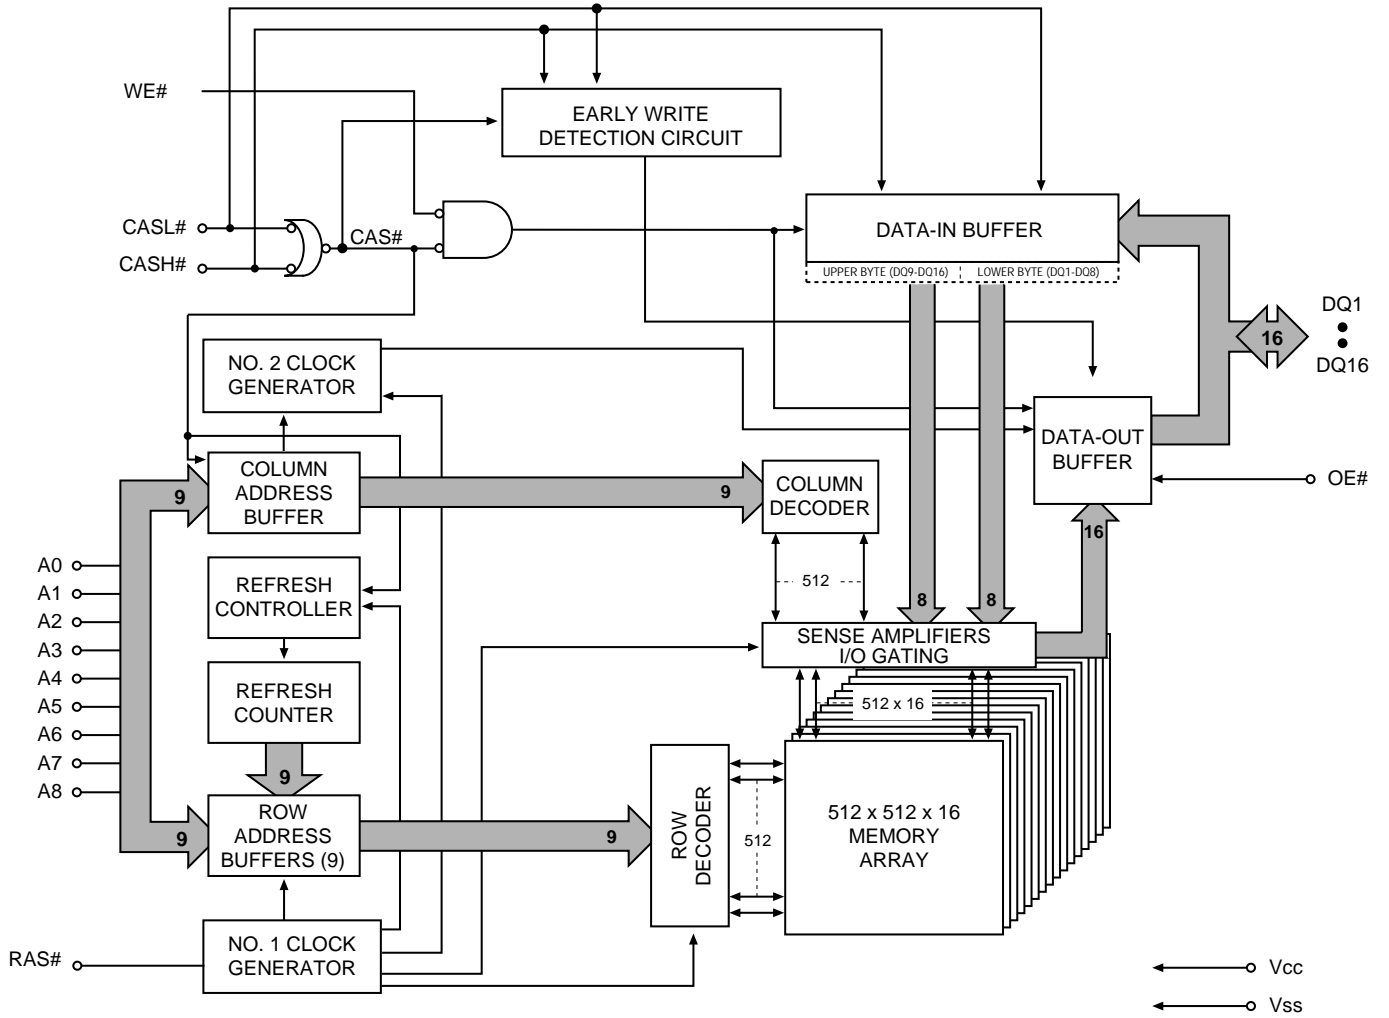 WE#
EARLY WRITE
DETECTION CIRCUIT
CASL#
CASH#
CAS#
DATA-IN BUFFER
UPPER BYTE (DQ9-DQ16)
LOWER BYTE (DQ1-DQ8)
DQ1
16
DQ16
NO. 2 CLOCK
GENERATOR
DATA-OUT
BUFFER
OE#
COLUMN
ADDRESS
BUFFER
9
9
COLUMN
DECODER
16
512
A0
A1
A2
A3
A4
A5
A6
A7
A8
REFRESH
CONTROLLER
8
8
SENSE AMPLIFIERS
I/O GATING
REFRESH
COUNTER
512 x 16
9
ROW
ADDRESS
BUFFERS (9)
9
9
ROW
DECODER
512
512 x 512 x 16
MEMORY
ARRAY
RAS#
NO. 1 CLOCK
GENERATOR
Vcc
Vss